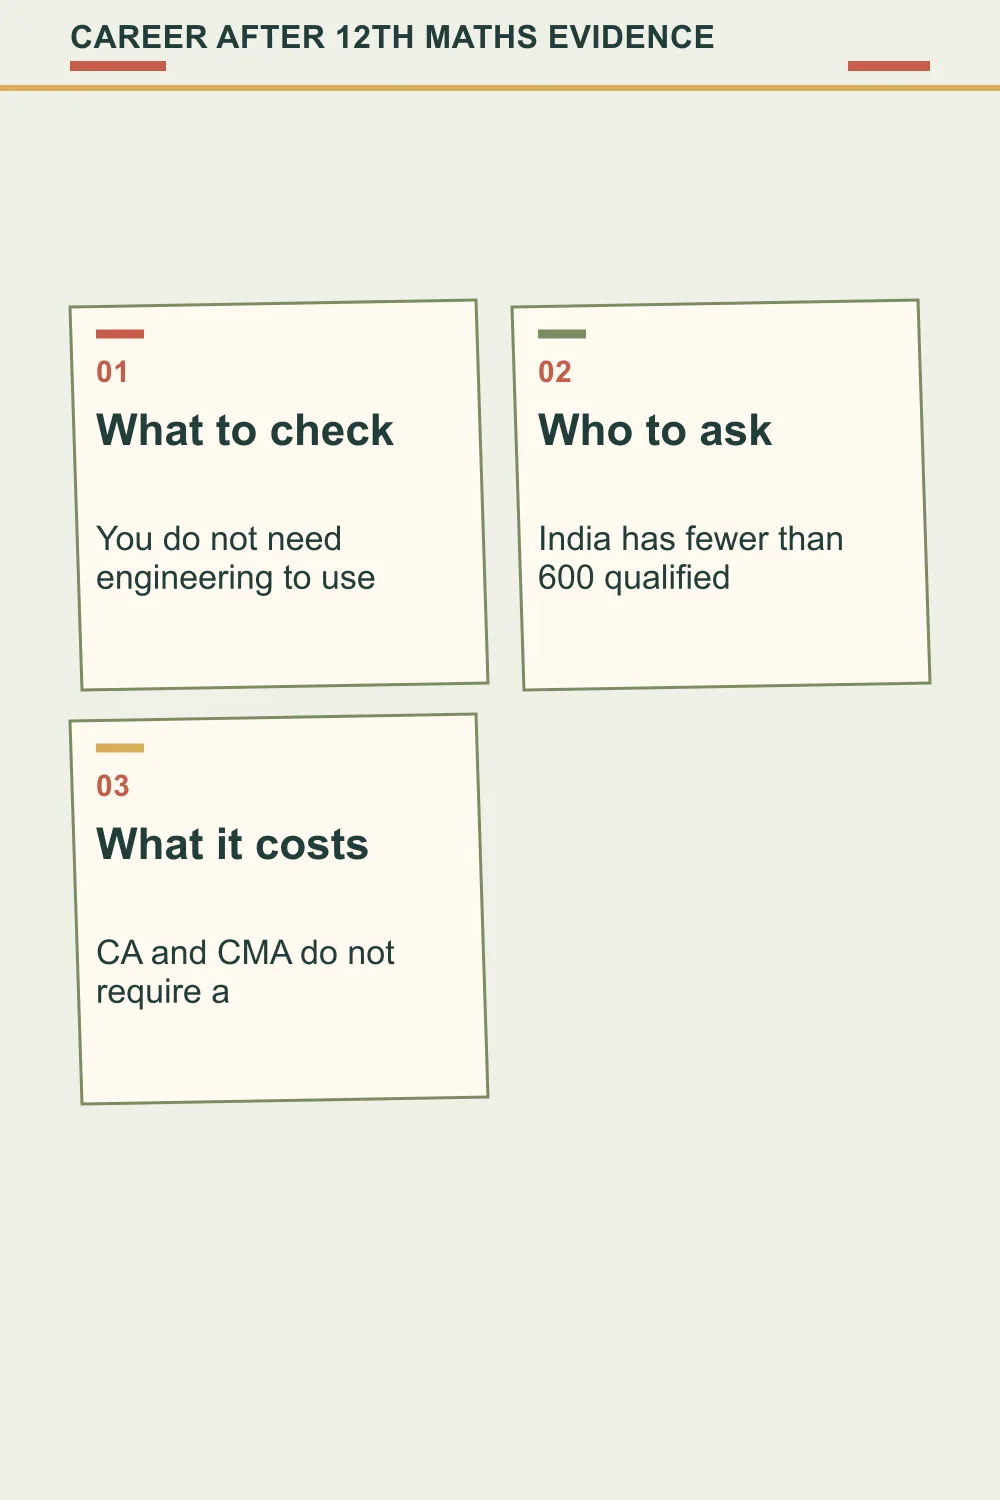 CAREER AFTER 12TH MATHS EVIDENCE
01
What to check
You do not need
engineering to use
02
Who to ask
India has fewer than
600 qualified
03
What it costs
CA and CMA do not
require a